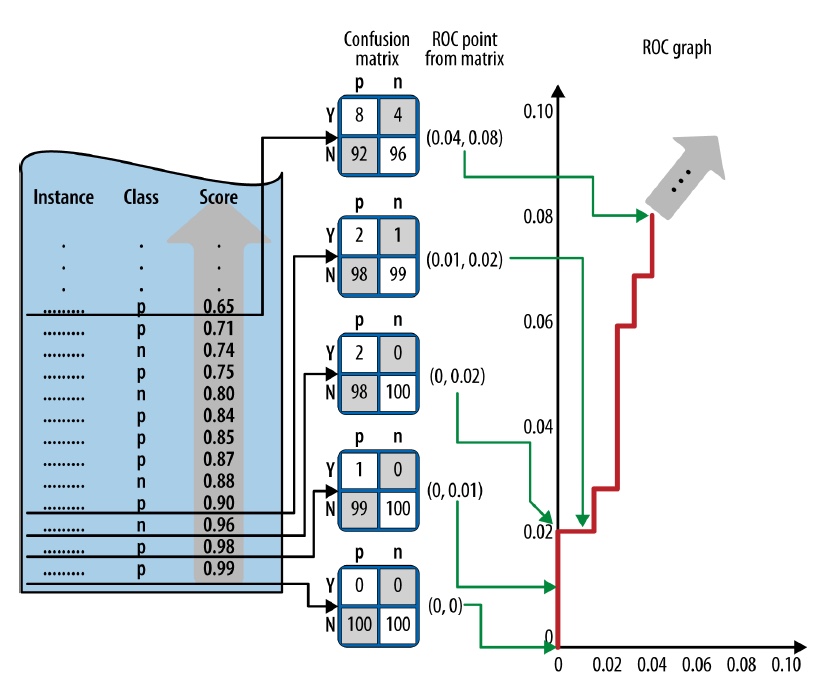 Confusion matrix
ROC point from matrix
ROC graph
p n
Y 8 4
N 92 96
(0.04, 0.08)
p n
Y 2 1
N 98 99
(0.01, 0.02)
p n
Y 2 0
N 98 100
(0, 0.02)
p n
Y 1 0
N 99 100
(0, 0.01)
p n
Y 0 0
N 100 100
(0, 0)
Instance Class Score
. . .
. . .
. . .
......... p 0.65
......... p 0.71
......... n 0.74
......... p 0.75
......... n 0.80
......... p 0.84
......... p 0.85
......... p 0.87
......... n 0.88
......... p 0.90
......... n 0.96
......... p 0.98
......... p 0.99
...
0.10
0.08
0.06
0.04
0.02
0
0 0.02 0.04 0.06 0.08 0.10